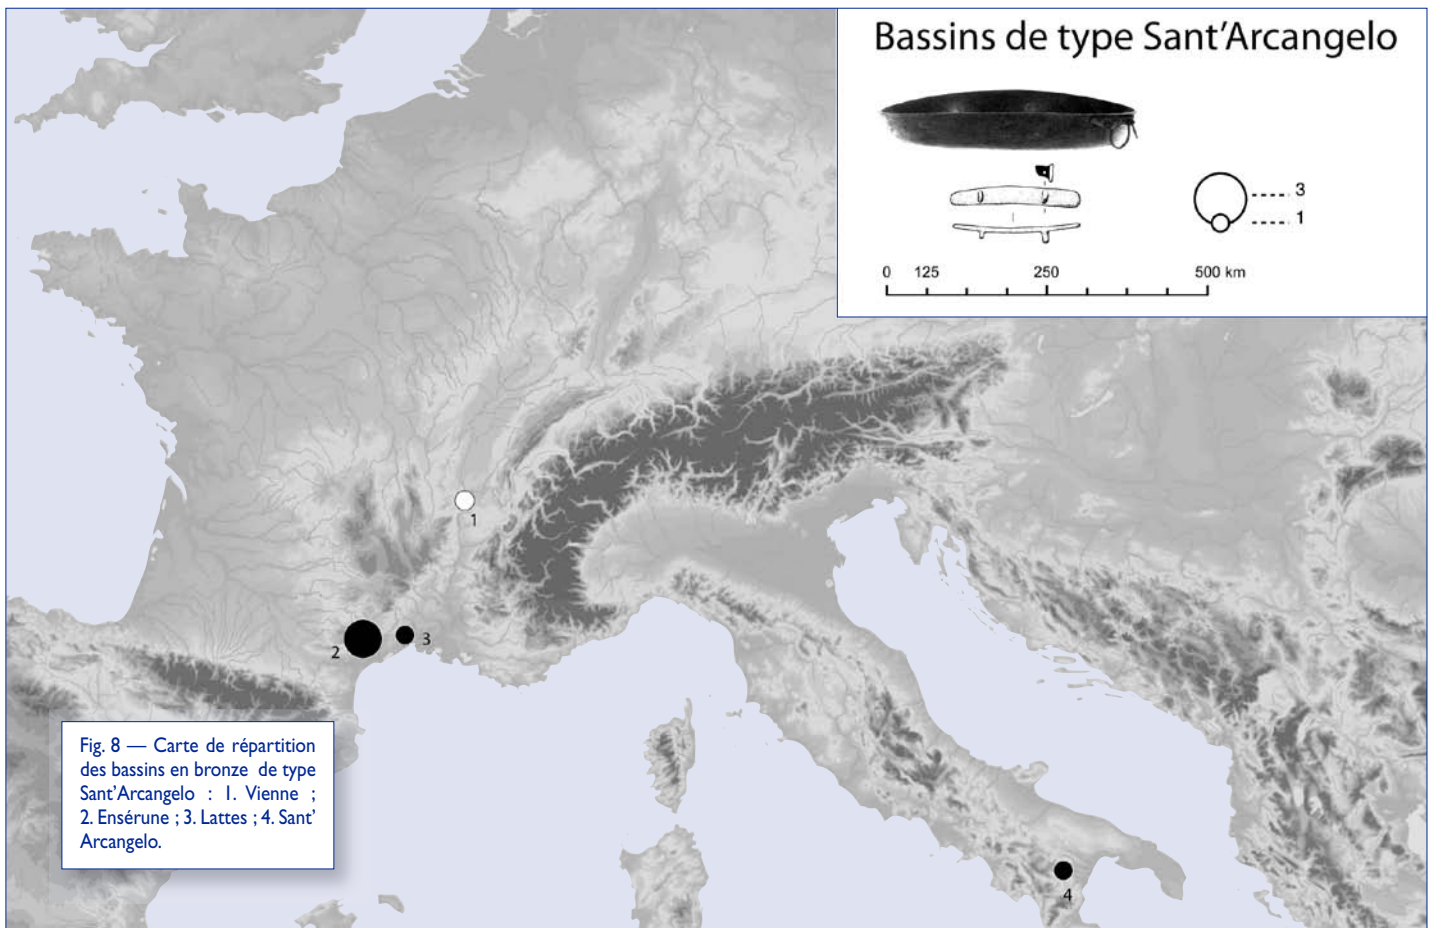 Bassins de type Sant’Arcangelo
3
1
0 125 250 500 km
1
2
3
Fig. 8 — Carte de répartition
des bassins en bronze de type
Sant’Arcangelo : 1. Vienne ;
2. Ensérune ; 3. Lattes ; 4. Sant’
Arcangelo.
4